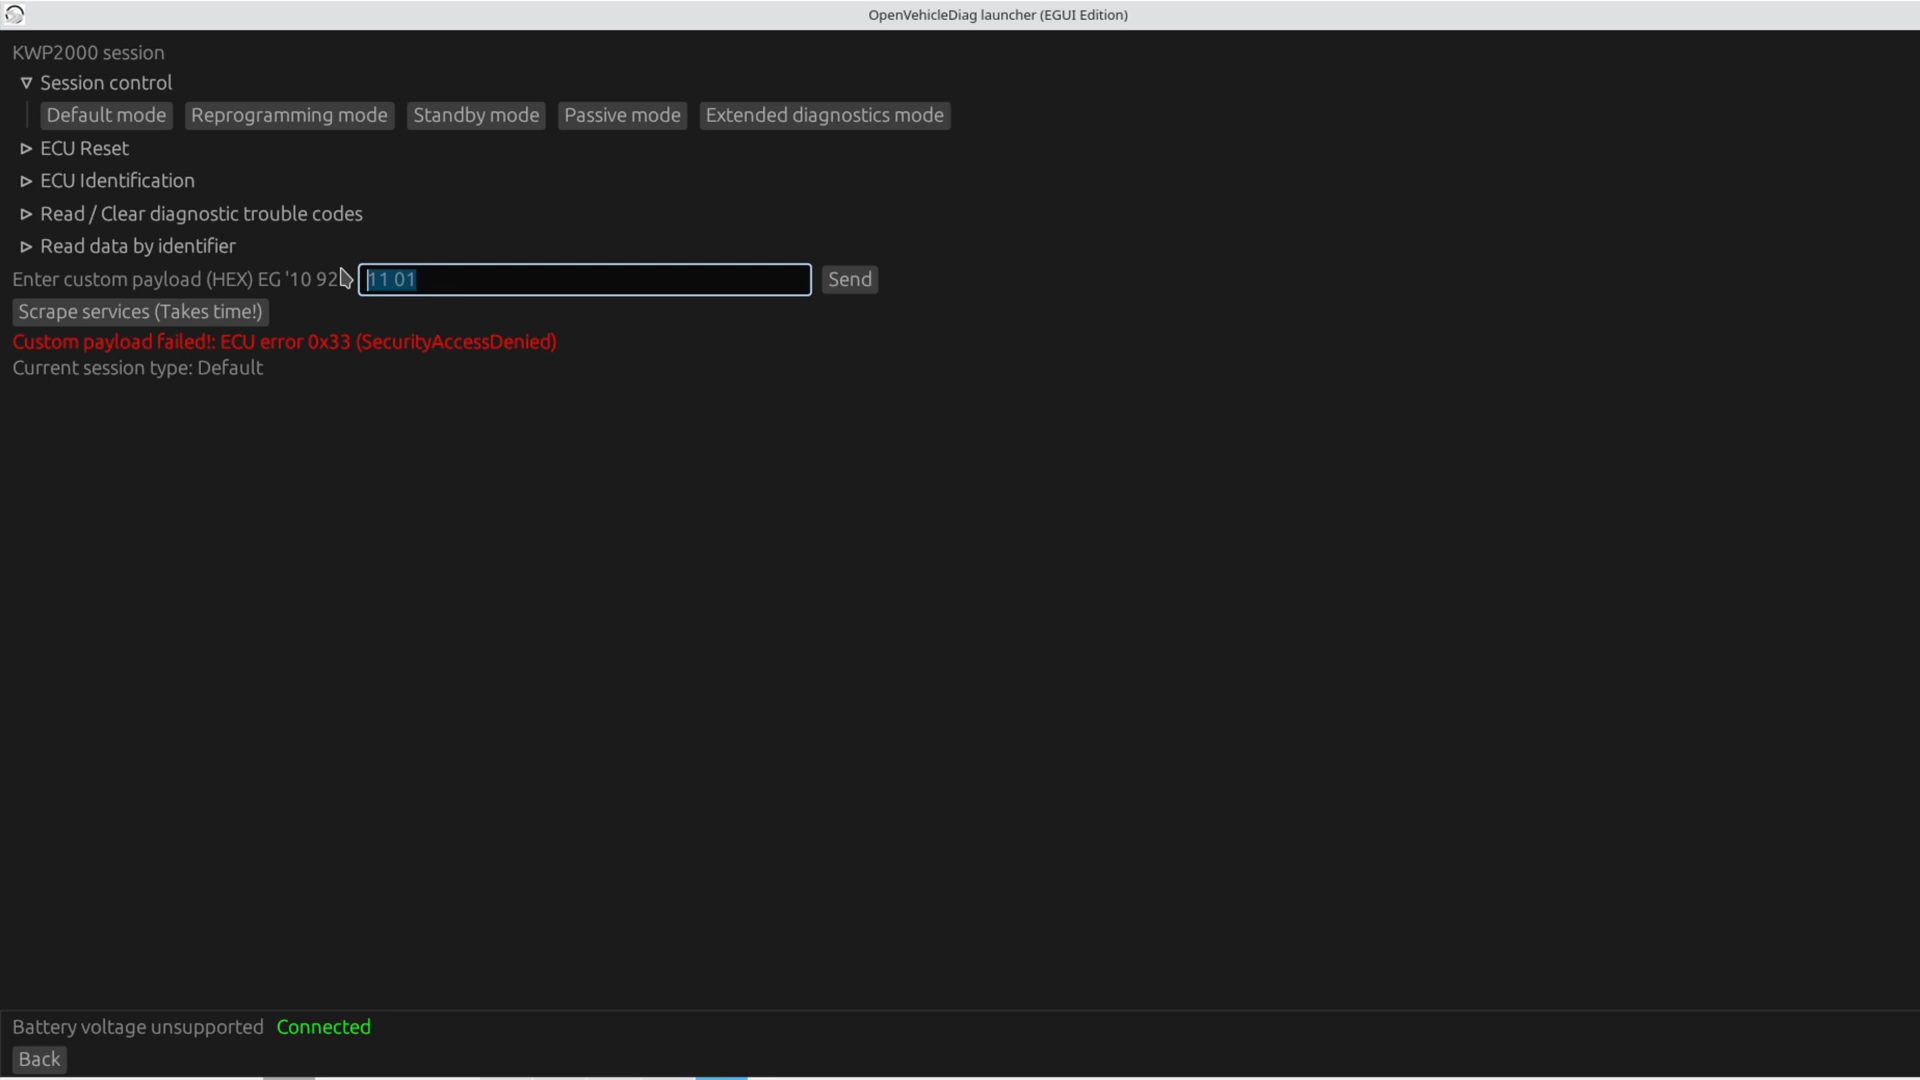 OpenVehicleDiag launcher (EGUI Edition)
KWP2000 session
Session control
Default mode Reprogramming mode Standby mode Passive mode Extended diagnostics mode
ECU Reset
ECU Identification
Read / Clear diagnostic trouble codes
Read data by identifier
Enter custom payload (HEX) EG '10 92 11 01 Send
Scrape services (Takes time!)
Custom payload failed!: ECU error 0x33 (SecurityAccessDenied)
Current session type: Default
Battery voltage unsupported Connected
Back